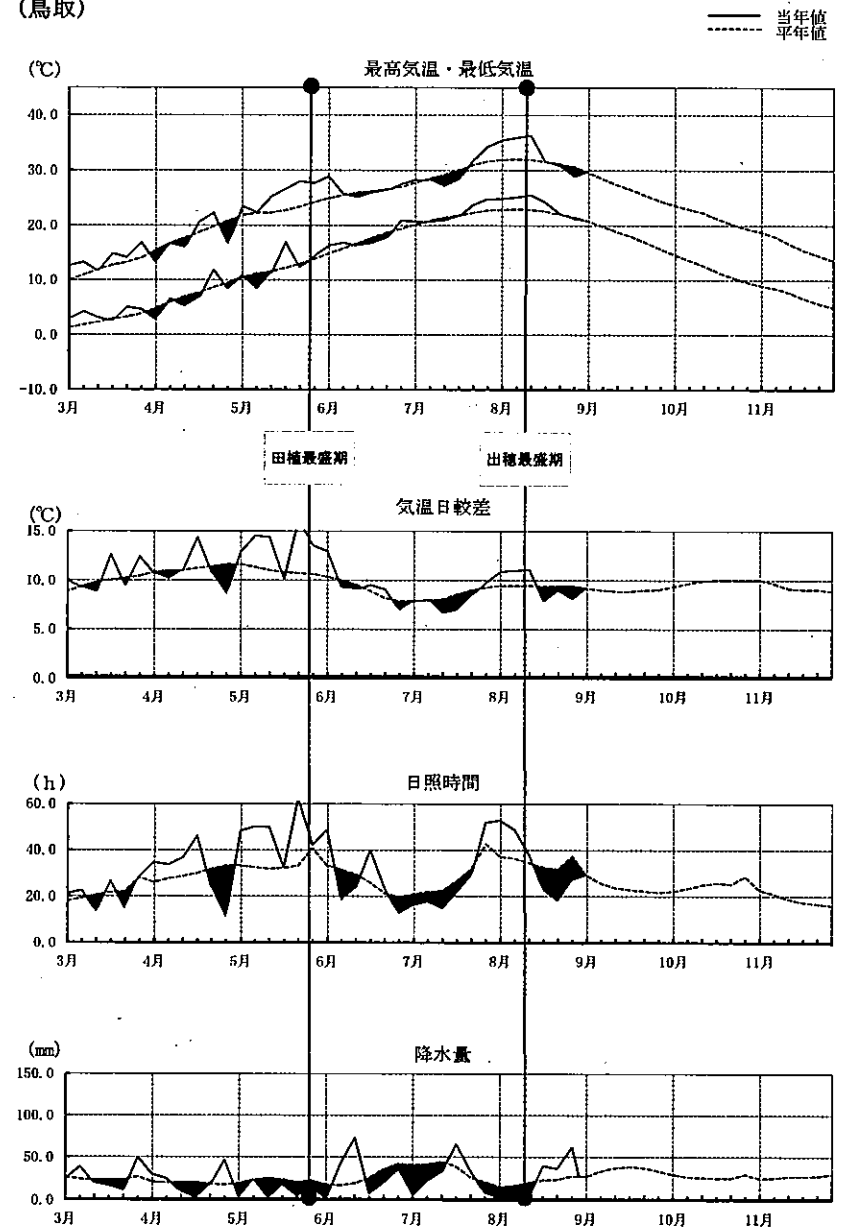 (鳥取)
当年値
平年値
(℃)
最高気温・最低気温
40.0
30.0
20.0
10.0
0.0
-10.0
3月 4月 5月 6月 7月 8月 9月 10月 11月
田植最盛期 出穂最盛期
(℃)
気温日較差
15.0
10.0
5.0
0.0
3月 4月 5月 6月 7月 8月 9月 10月 11月
(h)
日照時間
60.0
40.0
20.0
0.0
3月 4月 5月 6月 7月 8月 9月 10月 11月
(mm)
降水量
150.0
100.0
50.0
0.0
3月 4月 5月 6月 7月 8月 9月 10月 11月